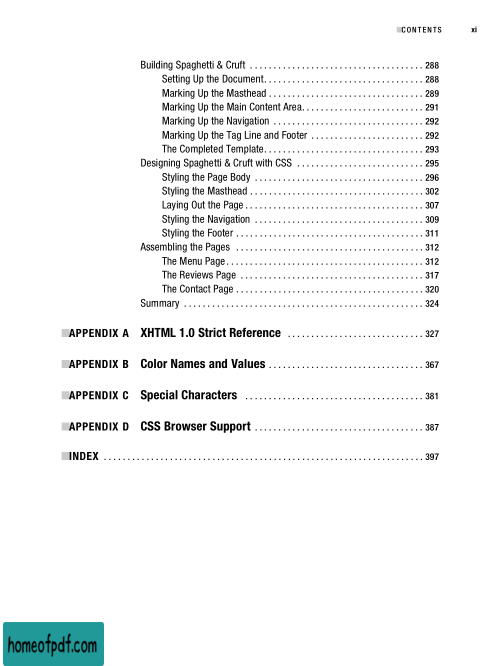 CONTENTS xi
Building Spaghetti & Cruft . . . . . . . . . . . . . . . . . . . . . . . . . . . . . . . . . . . . . 288
Setting Up the Document. . . . . . . . . . . . . . . . . . . . . . . . . . . . . . . . . . 288
Marking Up the Masthead . . . . . . . . . . . . . . . . . . . . . . . . . . . . . . . . . 289
Marking Up the Main Content Area. . . . . . . . . . . . . . . . . . . . . . . . . . 291
Marking Up the Navigation . . . . . . . . . . . . . . . . . . . . . . . . . . . . . . . . 292
Marking Up the Tag Line and Footer . . . . . . . . . . . . . . . . . . . . . . . . 292
The Completed Template. . . . . . . . . . . . . . . . . . . . . . . . . . . . . . . . . . 293
Designing Spaghetti & Cruft with CSS . . . . . . . . . . . . . . . . . . . . . . . . . . . 295
Styling the Page Body . . . . . . . . . . . . . . . . . . . . . . . . . . . . . . . . . . . . 296
Styling the Masthead . . . . . . . . . . . . . . . . . . . . . . . . . . . . . . . . . . . . . 302
Laying Out the Page . . . . . . . . . . . . . . . . . . . . . . . . . . . . . . . . . . . . . . 307
Styling the Navigation . . . . . . . . . . . . . . . . . . . . . . . . . . . . . . . . . . . . 309
Styling the Footer . . . . . . . . . . . . . . . . . . . . . . . . . . . . . . . . . . . . . . . . 311
Assembling the Pages . . . . . . . . . . . . . . . . . . . . . . . . . . . . . . . . . . . . . . . . 312
The Menu Page. . . . . . . . . . . . . . . . . . . . . . . . . . . . . . . . . . . . . . . . . . 312
The Reviews Page . . . . . . . . . . . . . . . . . . . . . . . . . . . . . . . . . . . . . . . 317
The Contact Page . . . . . . . . . . . . . . . . . . . . . . . . . . . . . . . . . . . . . . . . 320
Summary . . . . . . . . . . . . . . . . . . . . . . . . . . . . . . . . . . . . . . . . . . . . . . . . . . . 324
APPENDIX A XHTML 1.0 Strict Reference . . . . . . . . . . . . . . . . . . . . . . . . . . . . . 327
APPENDIX B Color Names and Values . . . . . . . . . . . . . . . . . . . . . . . . . . . . . . . . . 367
APPENDIX C Special Characters . . . . . . . . . . . . . . . . . . . . . . . . . . . . . . . . . . . . . . 381
APPENDIX D CSS Browser Support . . . . . . . . . . . . . . . . . . . . . . . . . . . . . . . . . . . . 387
INDEX . . . . . . . . . . . . . . . . . . . . . . . . . . . . . . . . . . . . . . . . . . . . . . . . . . . . . . . . . . . . . . . . . . . . 397
homeofpdf.com